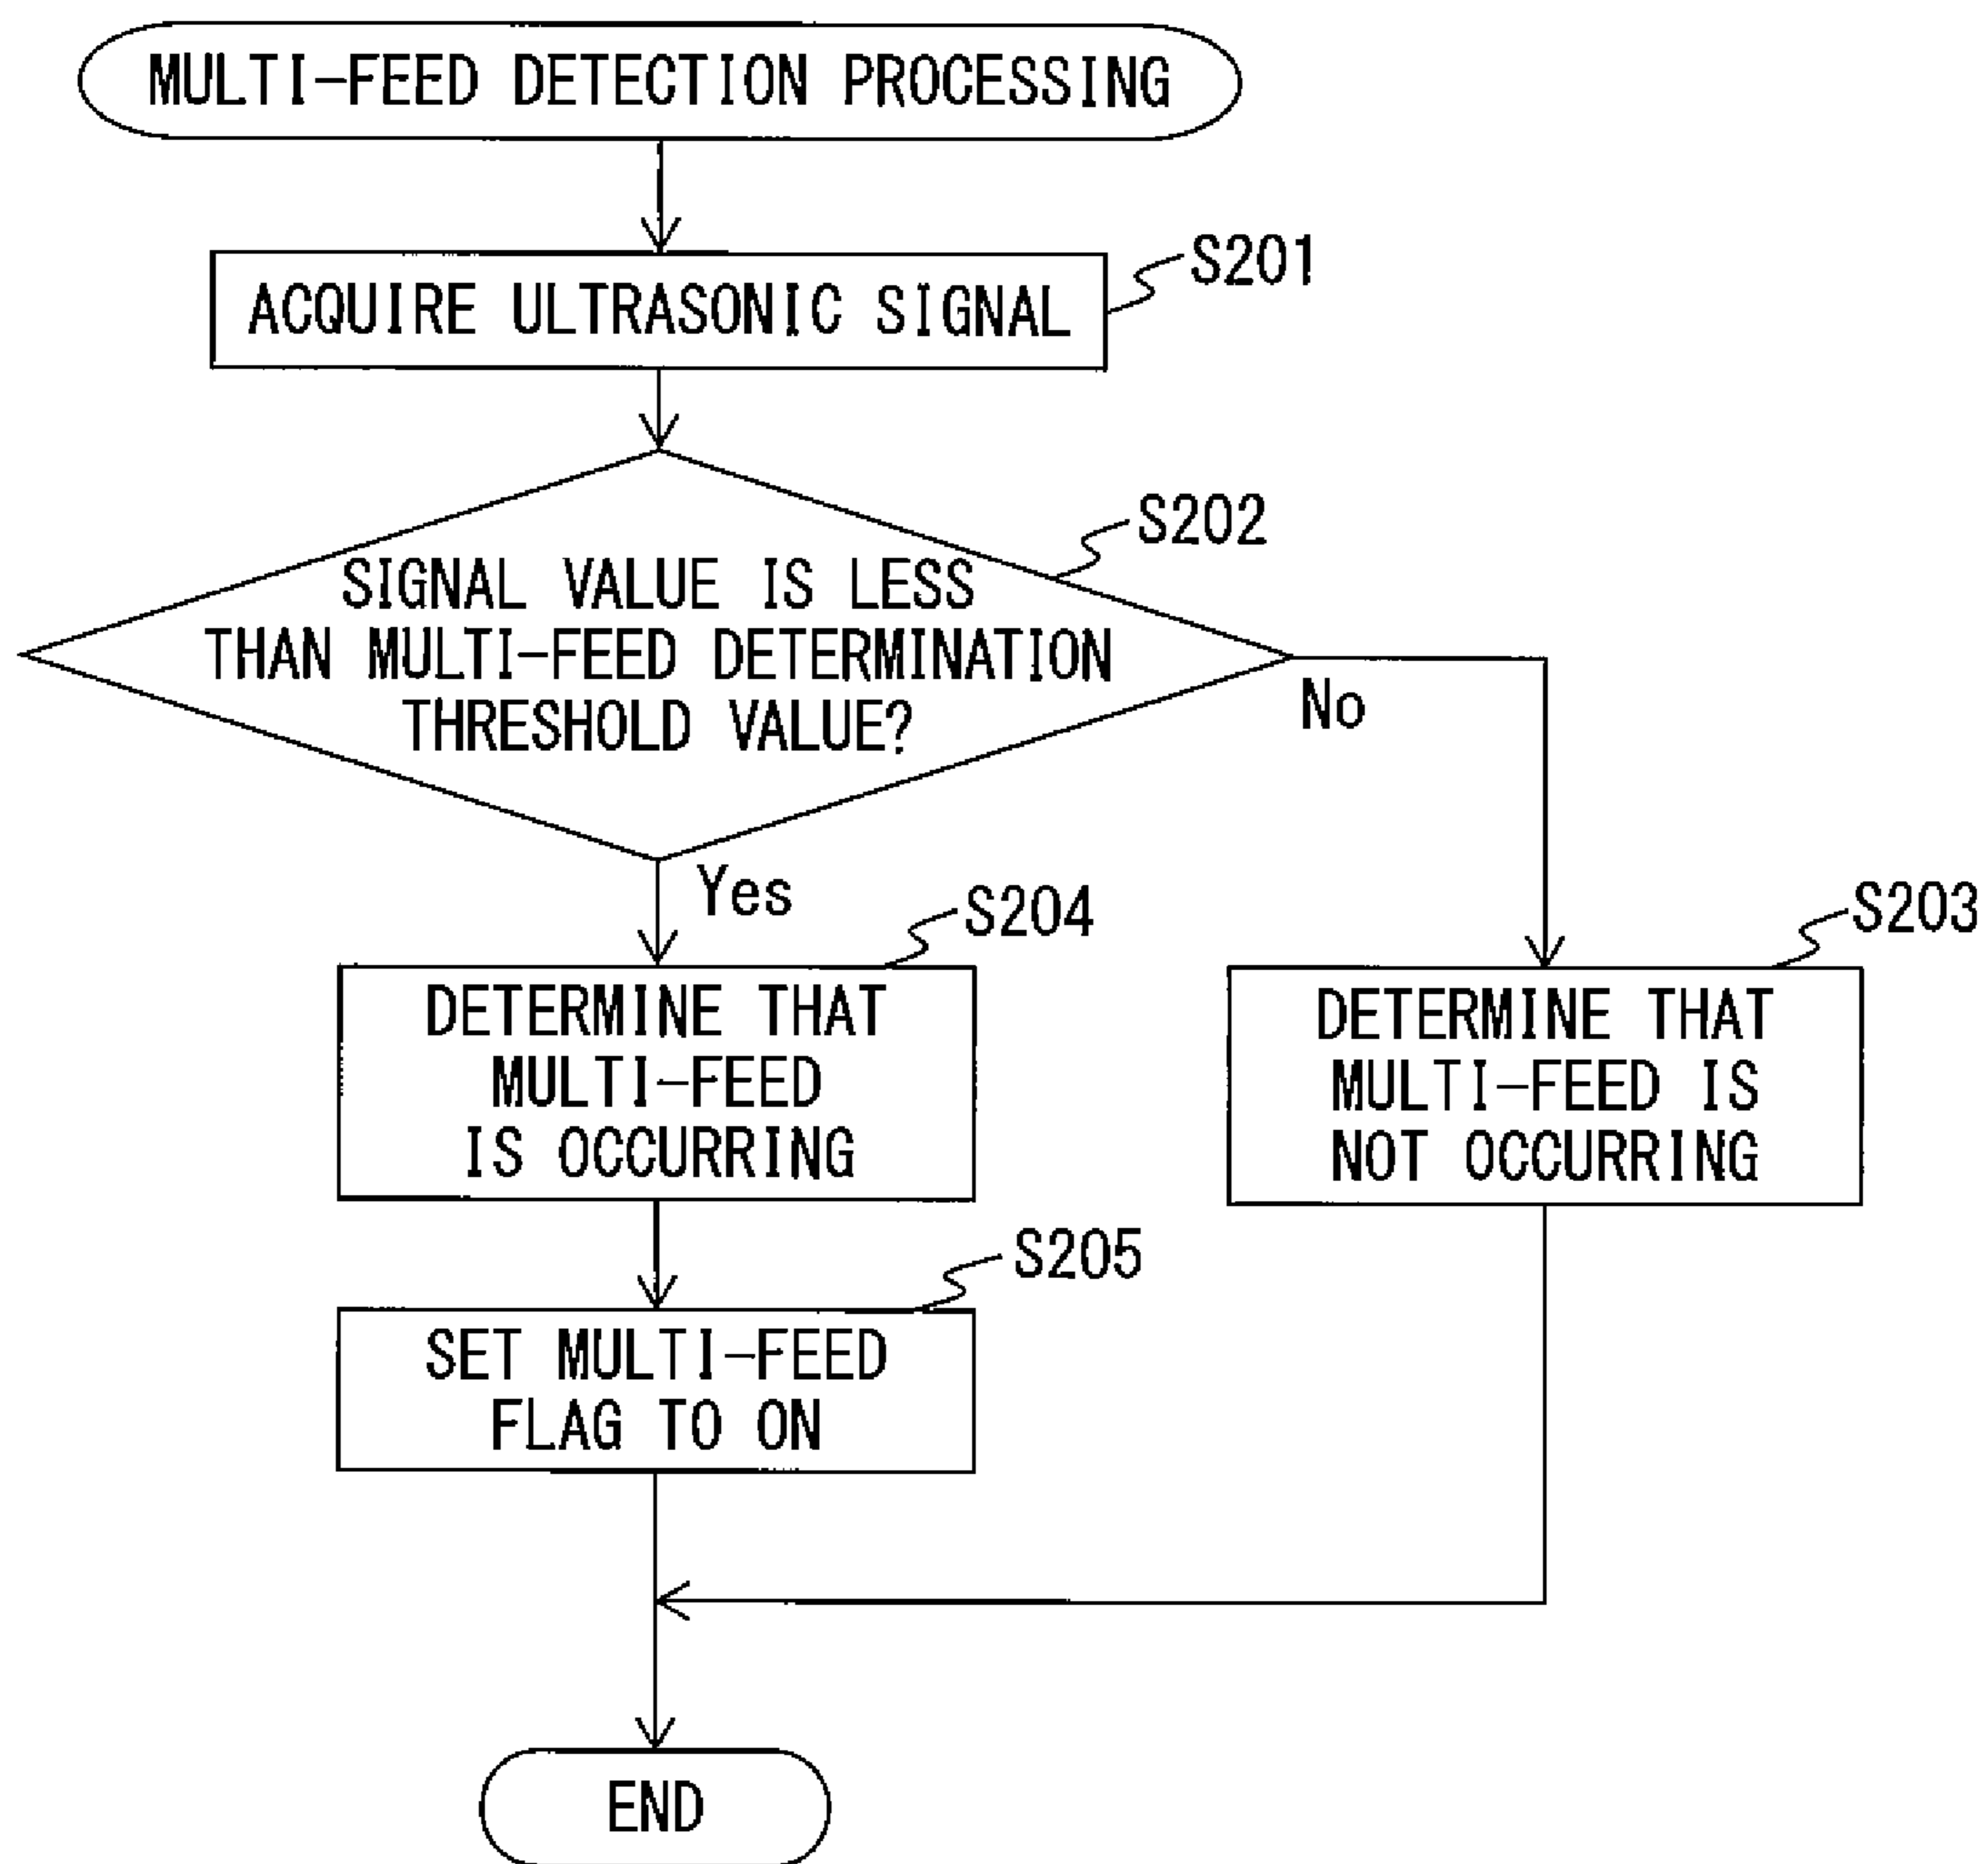 MULTI-FEED DETECTION PROCESSING
S201
ACQUIRE ULTRASONIC SIGNAL
S202
SIGNAL VALUE IS LESS
THAN MULTI-FEED DETERMINATION
THRESHOLD VALUE?
No
Yes
S204
DETERMINE THAT
MULTI-FEED
IS OCCURRING
S203
DETERMINE THAT
MULTI-FEED IS
NOT OCCURRING
S205
SET MULTI-FEED
FLAG TO ON
END